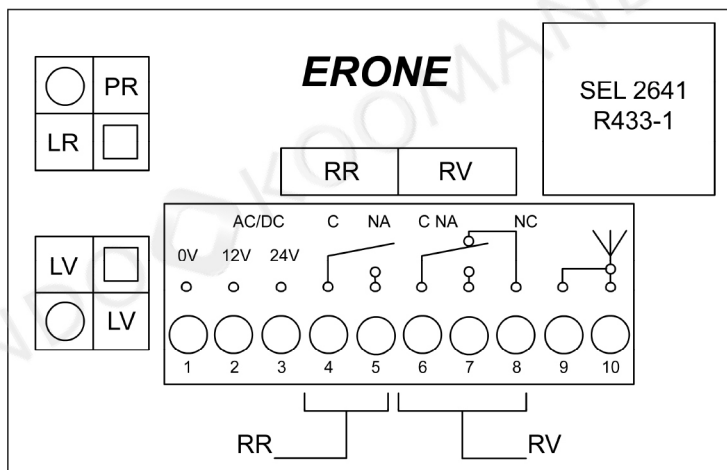 ERONE
SEL 2641
R433-1
PR
LR
LV
LV
RR RV
AC/DC C NA C NA NC
0V 12V 24V
1 2 3 4 5 6 7 8 9 10
RR RV